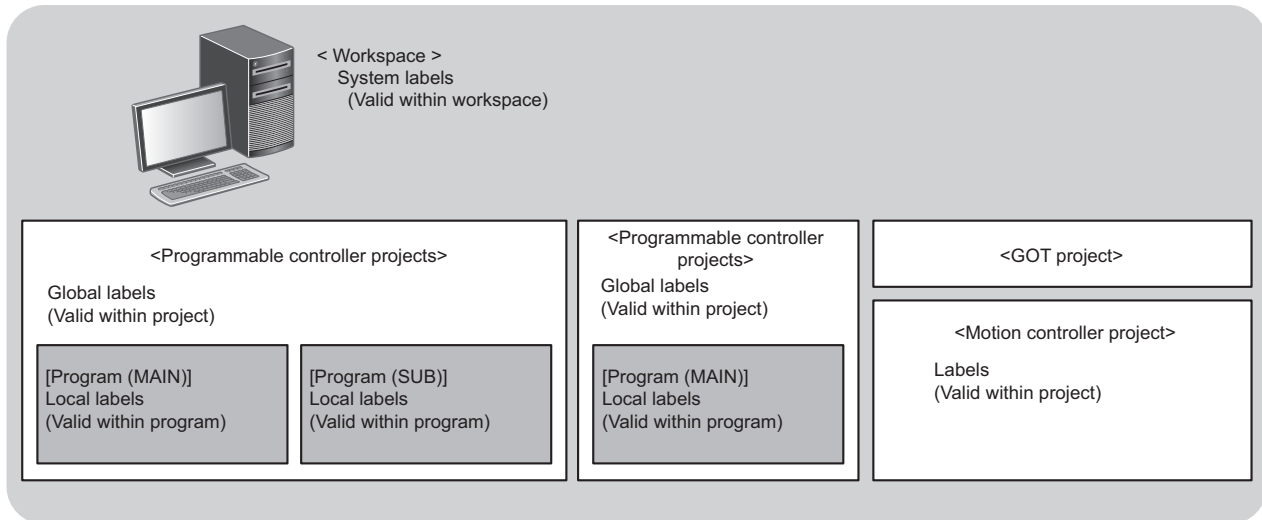 < Workspace >
System labels
(Valid within workspace)
<Programmable controller projects>
Global labels
(Valid within project)
[Program (MAIN)]
Local labels
(Valid within program)
[Program (SUB)]
Local labels
(Valid within program)
<Programmable controller
projects>
Global labels
(Valid within project)
[Program (MAIN)]
Local labels
(Valid within program)
<GOT project>
<Motion controller project>
Labels
(Valid within project)